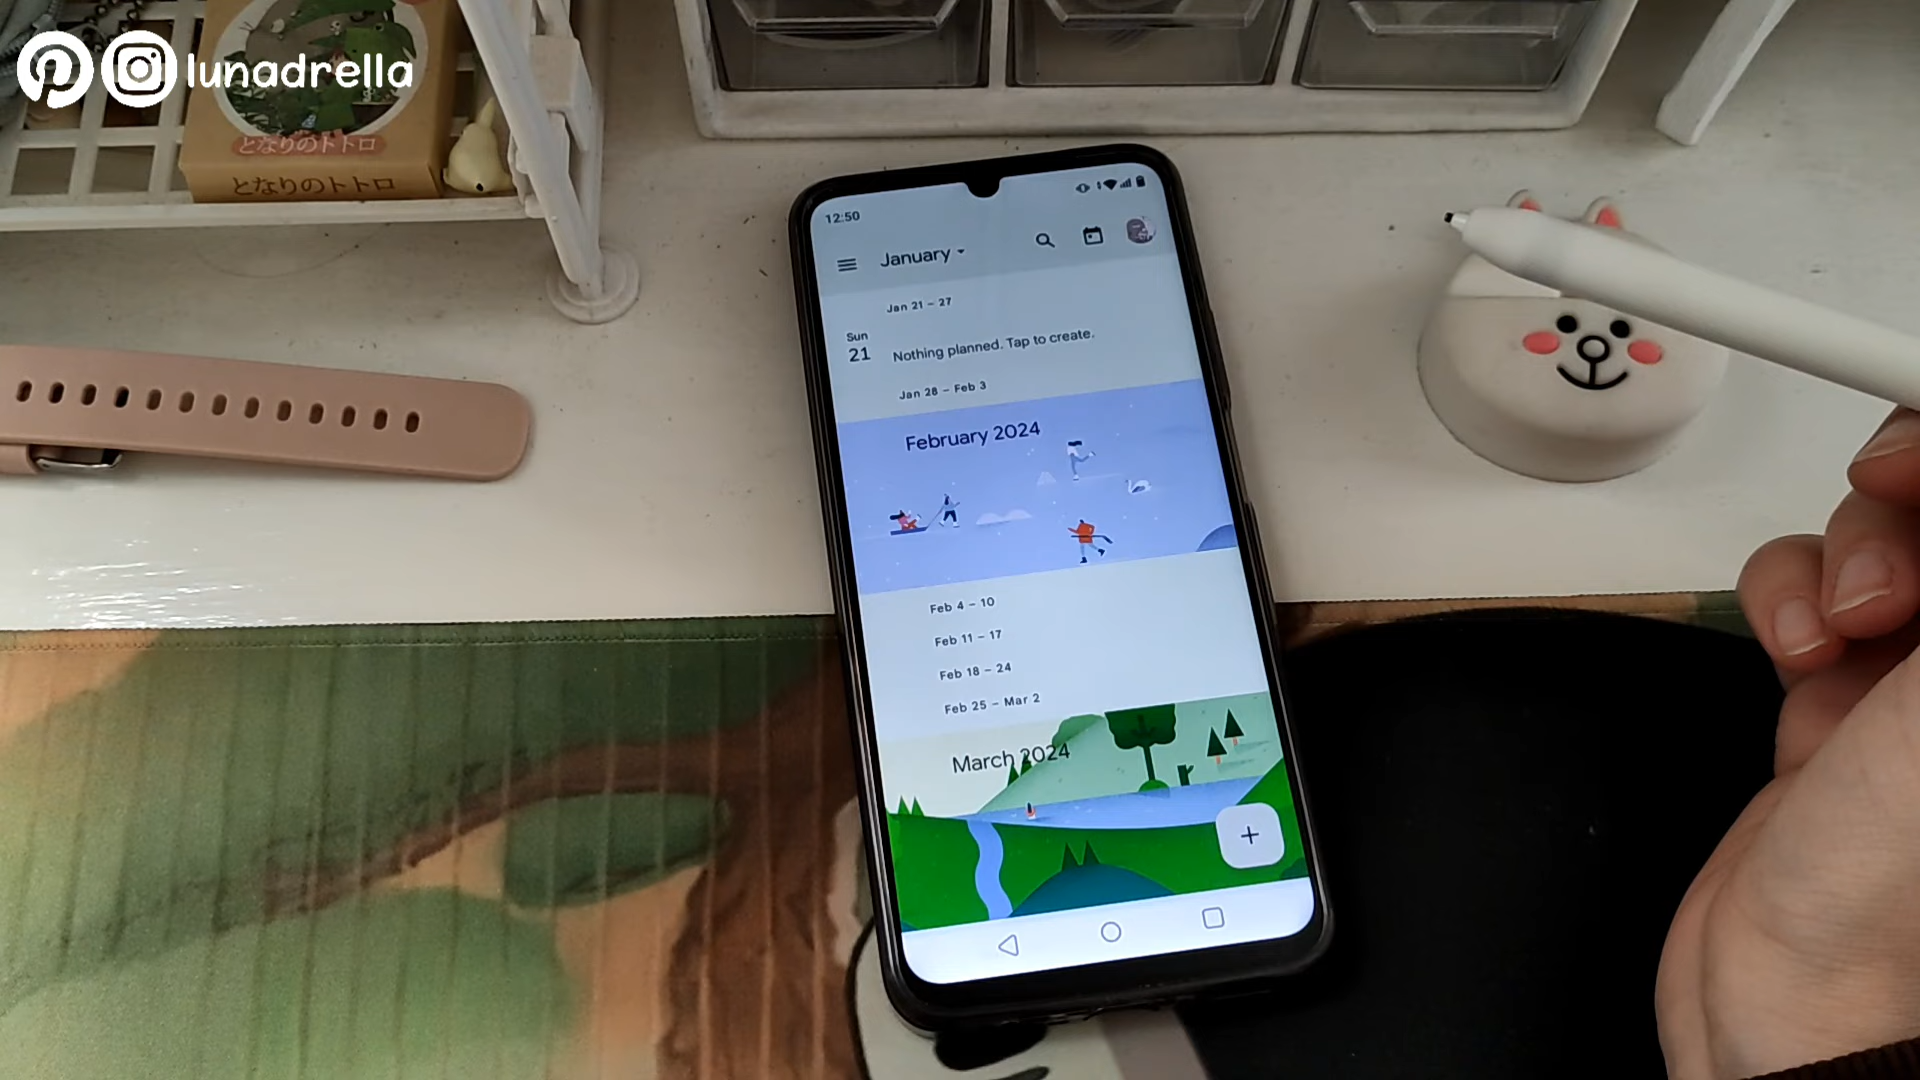 lunadrella
となりのトトロ
となりのトトロ
12:50
January
Jan 21 – 27
Sun
21
Nothing planned. Tap to create.
Jan 28 – Feb 3
February 2024
Feb 4 – 10
Feb 11 – 17
Feb 18 – 24
Feb 25 – Mar 2
March 2024